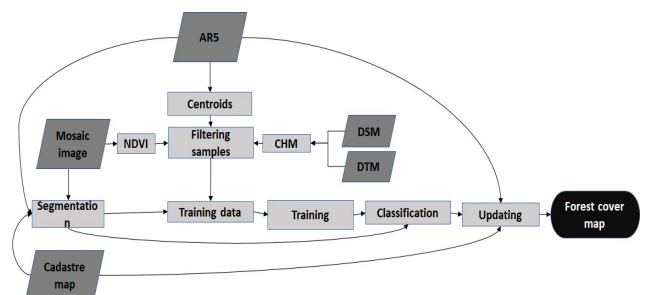 AR5
Centroids
Mosaic
image
NDVI
Filtering
samples
CHM
DSM
DTM
Segmentatio
n
Training data
Training
Classification
Updating
Forest cover
map
Cadastre
map